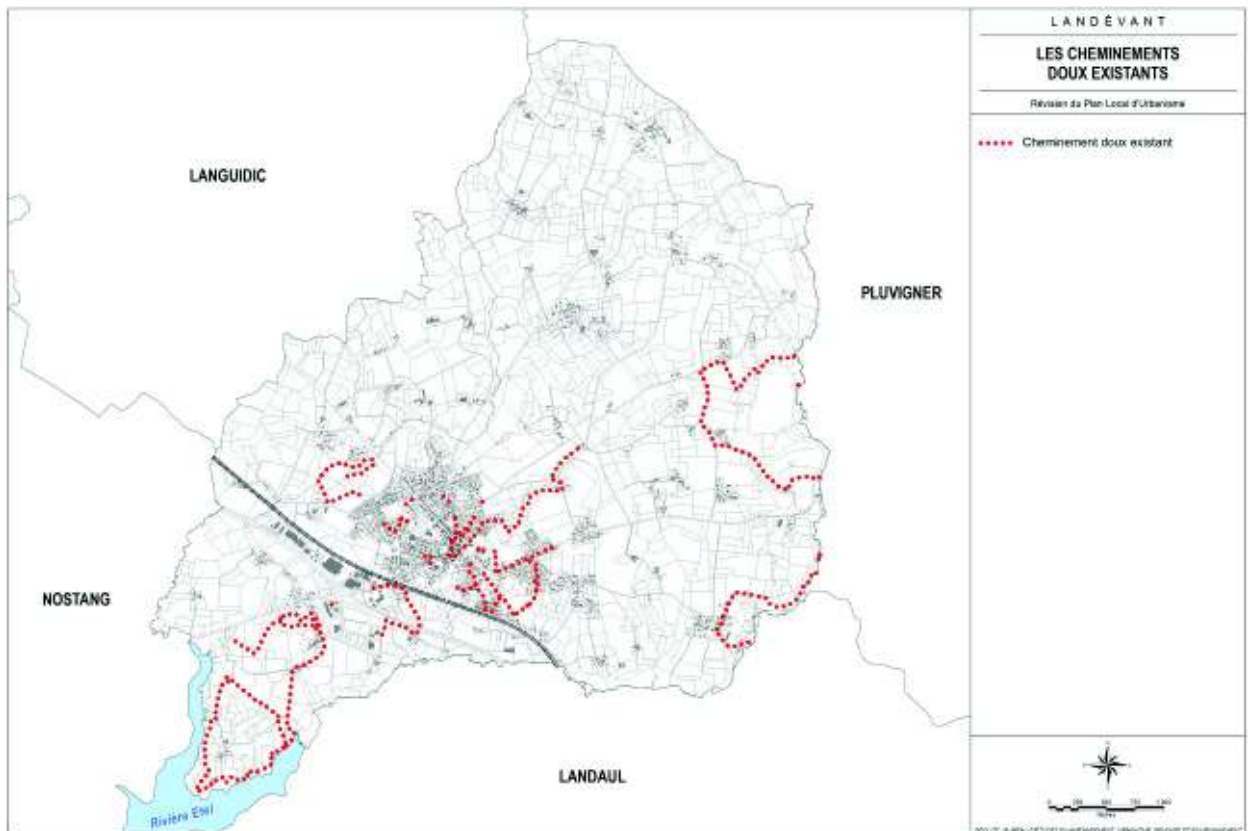 LANDÉVANT
LES CHEMINEMENTS
DOUX EXISTANTS
Révision du Plan Local d'Urbanisme
Cheminement doux existant
LANGUIDIC
PLUVIGNER
NOSTANG
LANDAUL
Rivière Etel